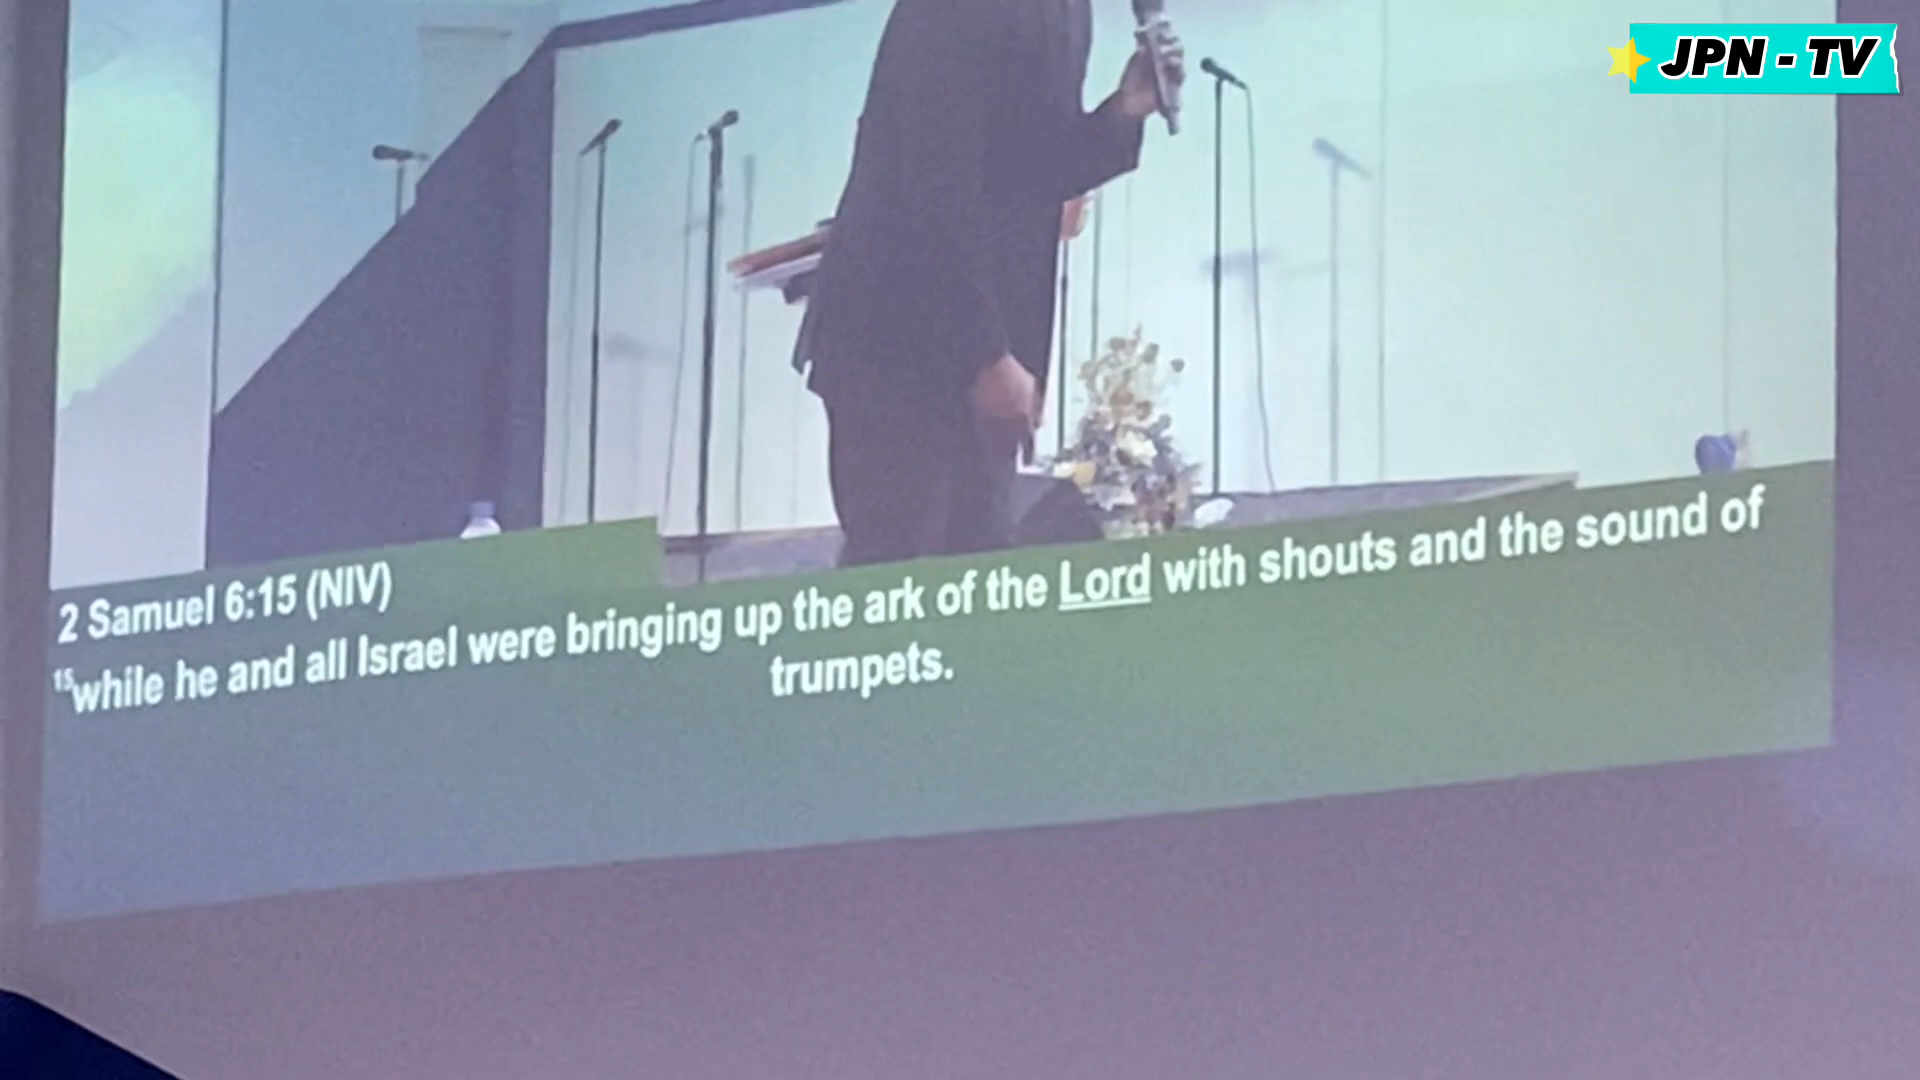 JPN - TV
2 Samuel 6:15 (NIV)
15while he and all Israel were bringing up the ark of the Lord with shouts and the sound of
trumpets.